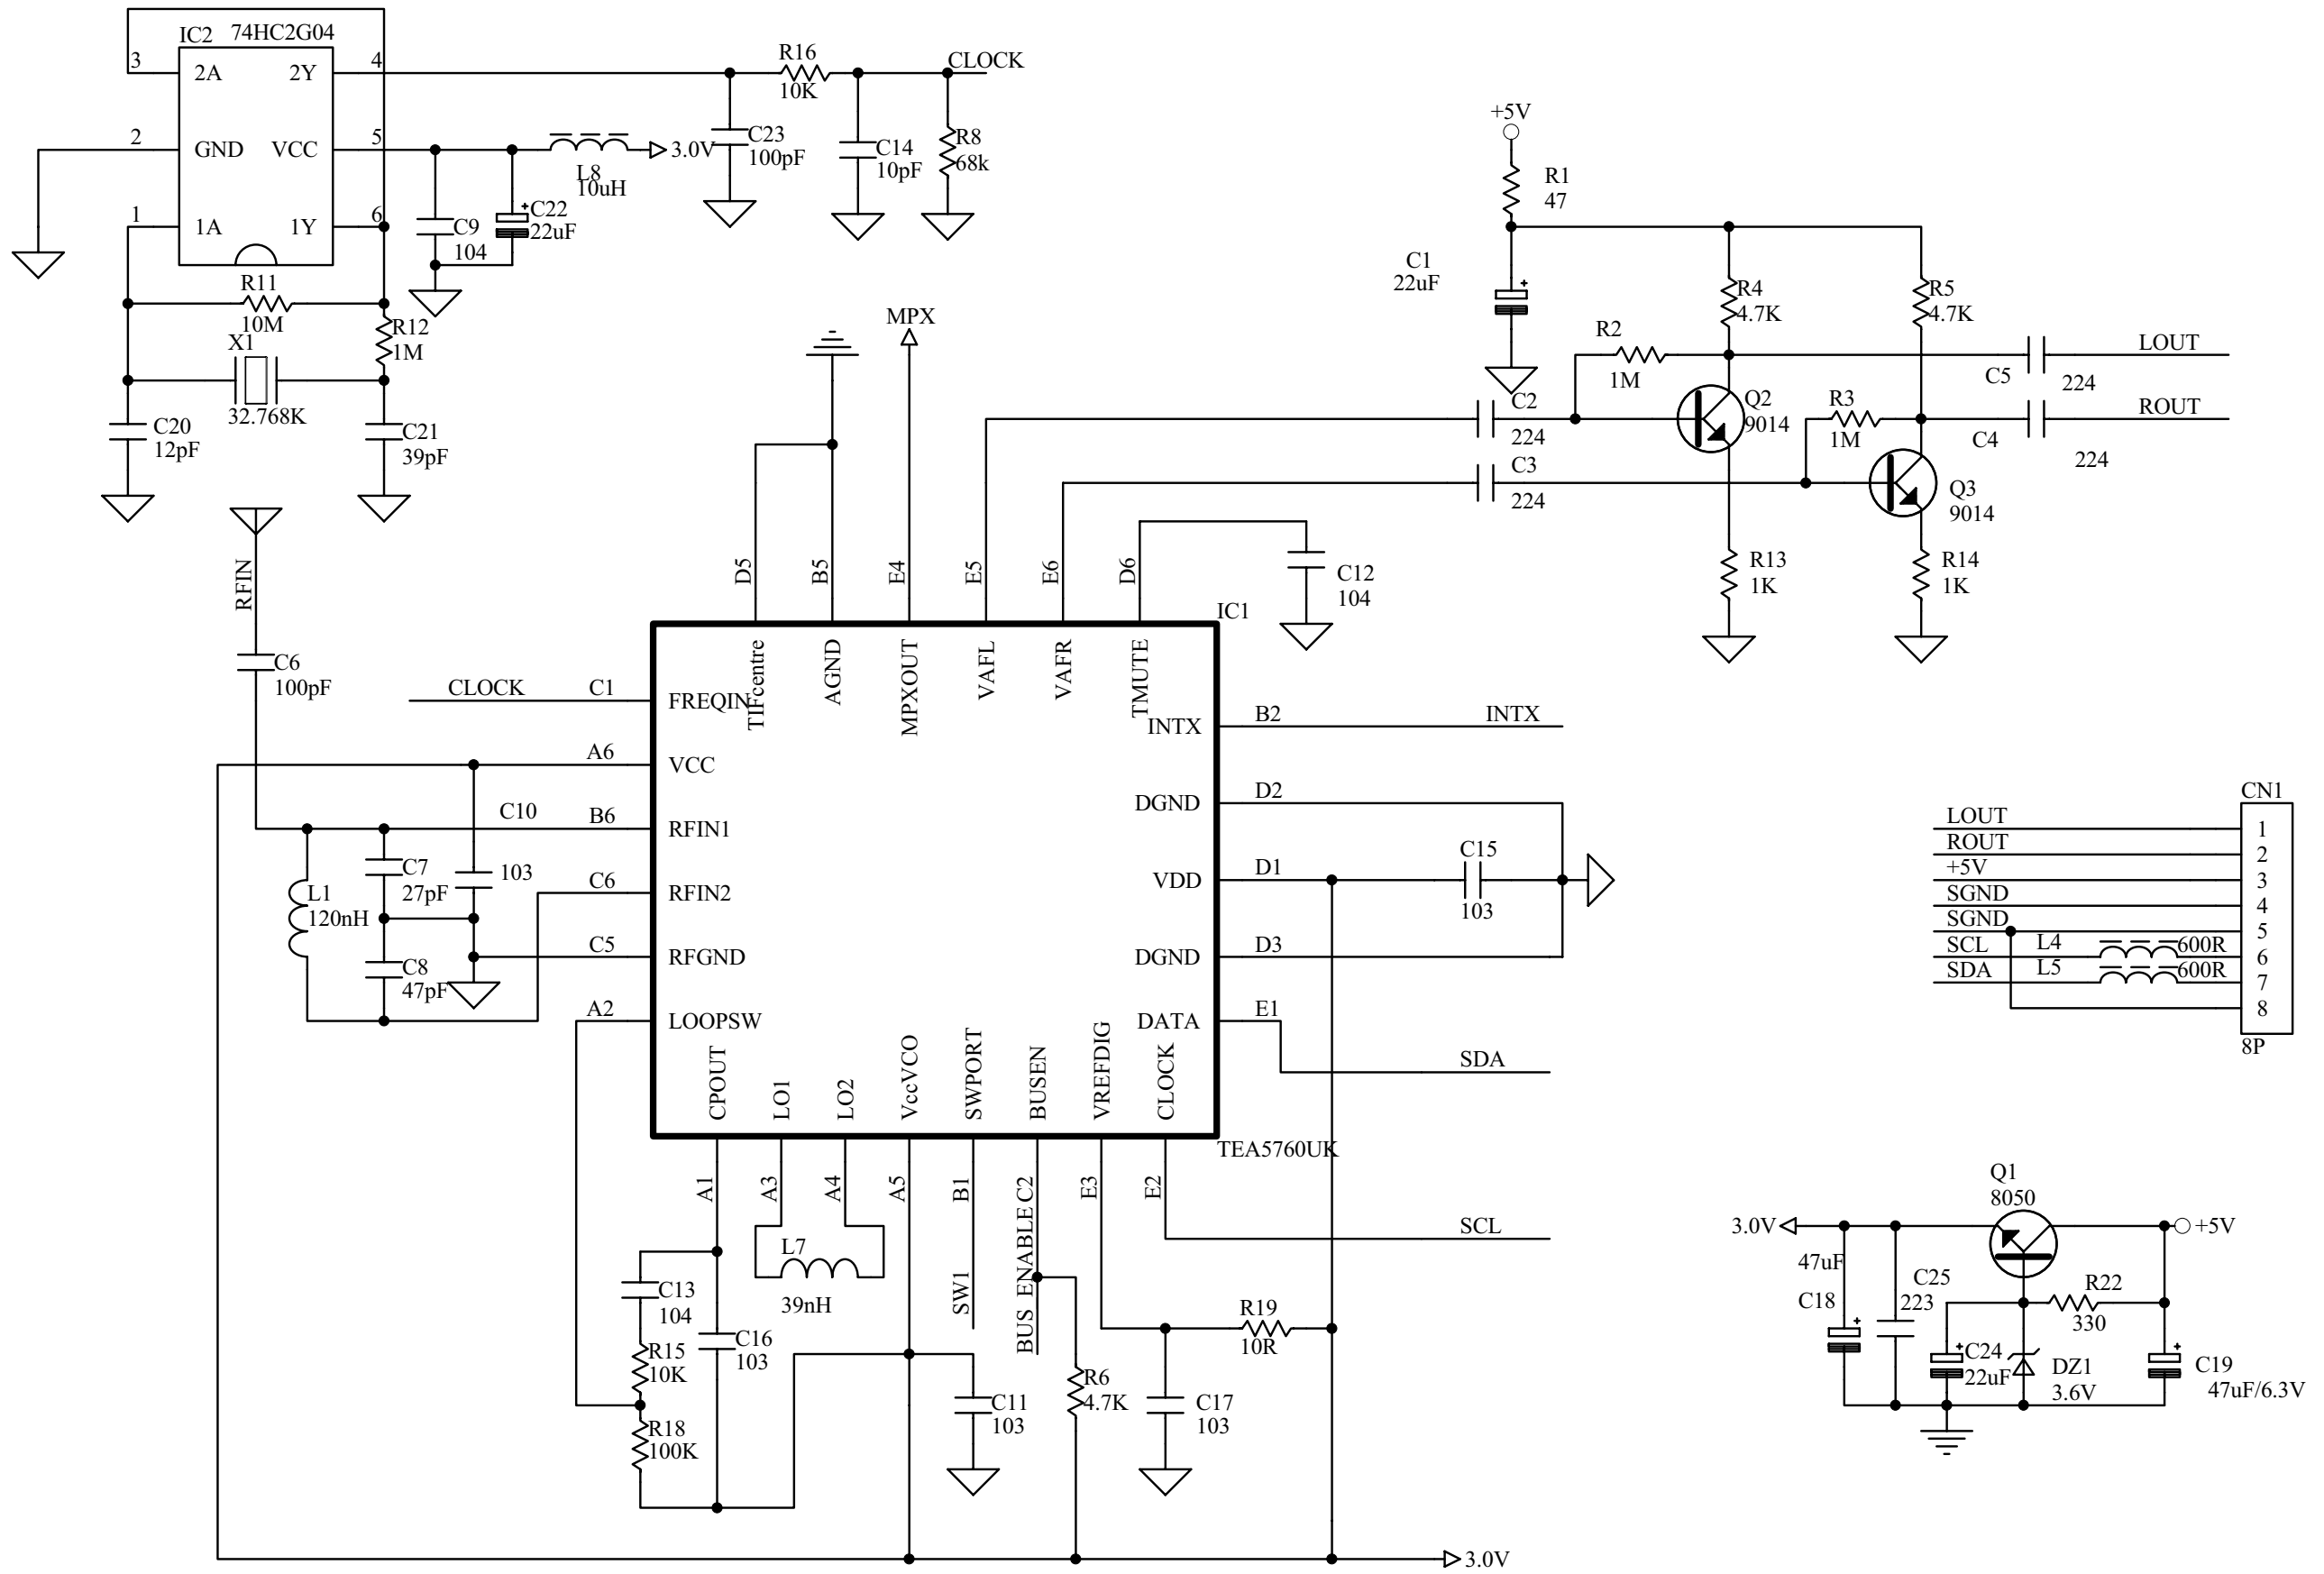 IC2 74HC2G04
3 2A 2Y 4
2 GND VCC 5
1 1A 1Y 6
R16
10K
CLOCK
C23
100pF
C14
10pF
R8
68k
L8
10uH
3.0V
C9
104
+
C22
22uF
R11
10M
R12
1M
X1
32.768K
C20
12pF
C21
39pF
+5V
R1
47
C1
22uF
+
R4
4.7K
R5
4.7K
R2
1M
C5
224
LOUT
C2
224
Q2
9014
R3
1M
C4
224
ROUT
C3
224
Q3
9014
R13
1K
R14
1K
MPX
RFIN
C6
100pF
D5
B5
E4
E5
E6
D6
C12
104
IC1
TIFcentre
AGND
MPXOUT
VAFL
VAFR
TMUTE
CLOCK C1 FREQIN
A6 VCC
C10
103
B6 RFIN1
C6 RFIN2
C5 RFGND
A2 LOOPSW
C7
27pF
L1
120nH
C8
47pF
INTX B2 INTX
DGND D2
VDD D1
C15
103
DGND D3
DATA E1
SDA
CPOUT
LO1
LO2
VccVCO
SWPORT
BUSEN
VREFDIG
CLOCK
TEA5760UK
A1
A3
A4
A5
B1
C2
E3
E2
SCL
L7
39nH
SW1
BUS ENABLE
C13
104
R15
10K
C16
103
R18
100K
C11
103
R6
4.7K
C17
103
R19
10R
3.0V
CN1
LOUT 1
ROUT 2
+5V 3
SGND 4
SGND 5
SCL L4 600R 6
SDA L5 600R 7
8
8P
Q1
8050
3.0V
+5V
47uF
C18
+
C25
223
R22
330
+
C24
22uF
DZ1
3.6V
+
C19
47uF/6.3V